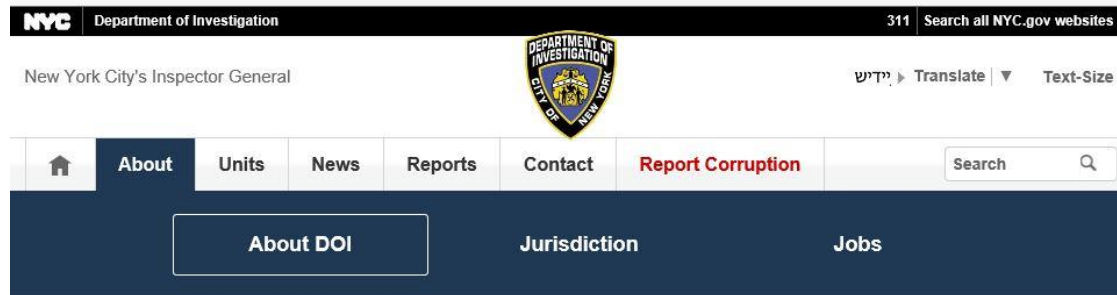 NYC Department of Investigation 311 Search all NYC.gov websites
DEPARTMENT OF
INVESTIGATION
CITY OF NEW YORK
New York City's Inspector General ייִדיש Translate ▼ Text-Size
About Units News Reports Contact Report Corruption Search
About DOI Jurisdiction Jobs